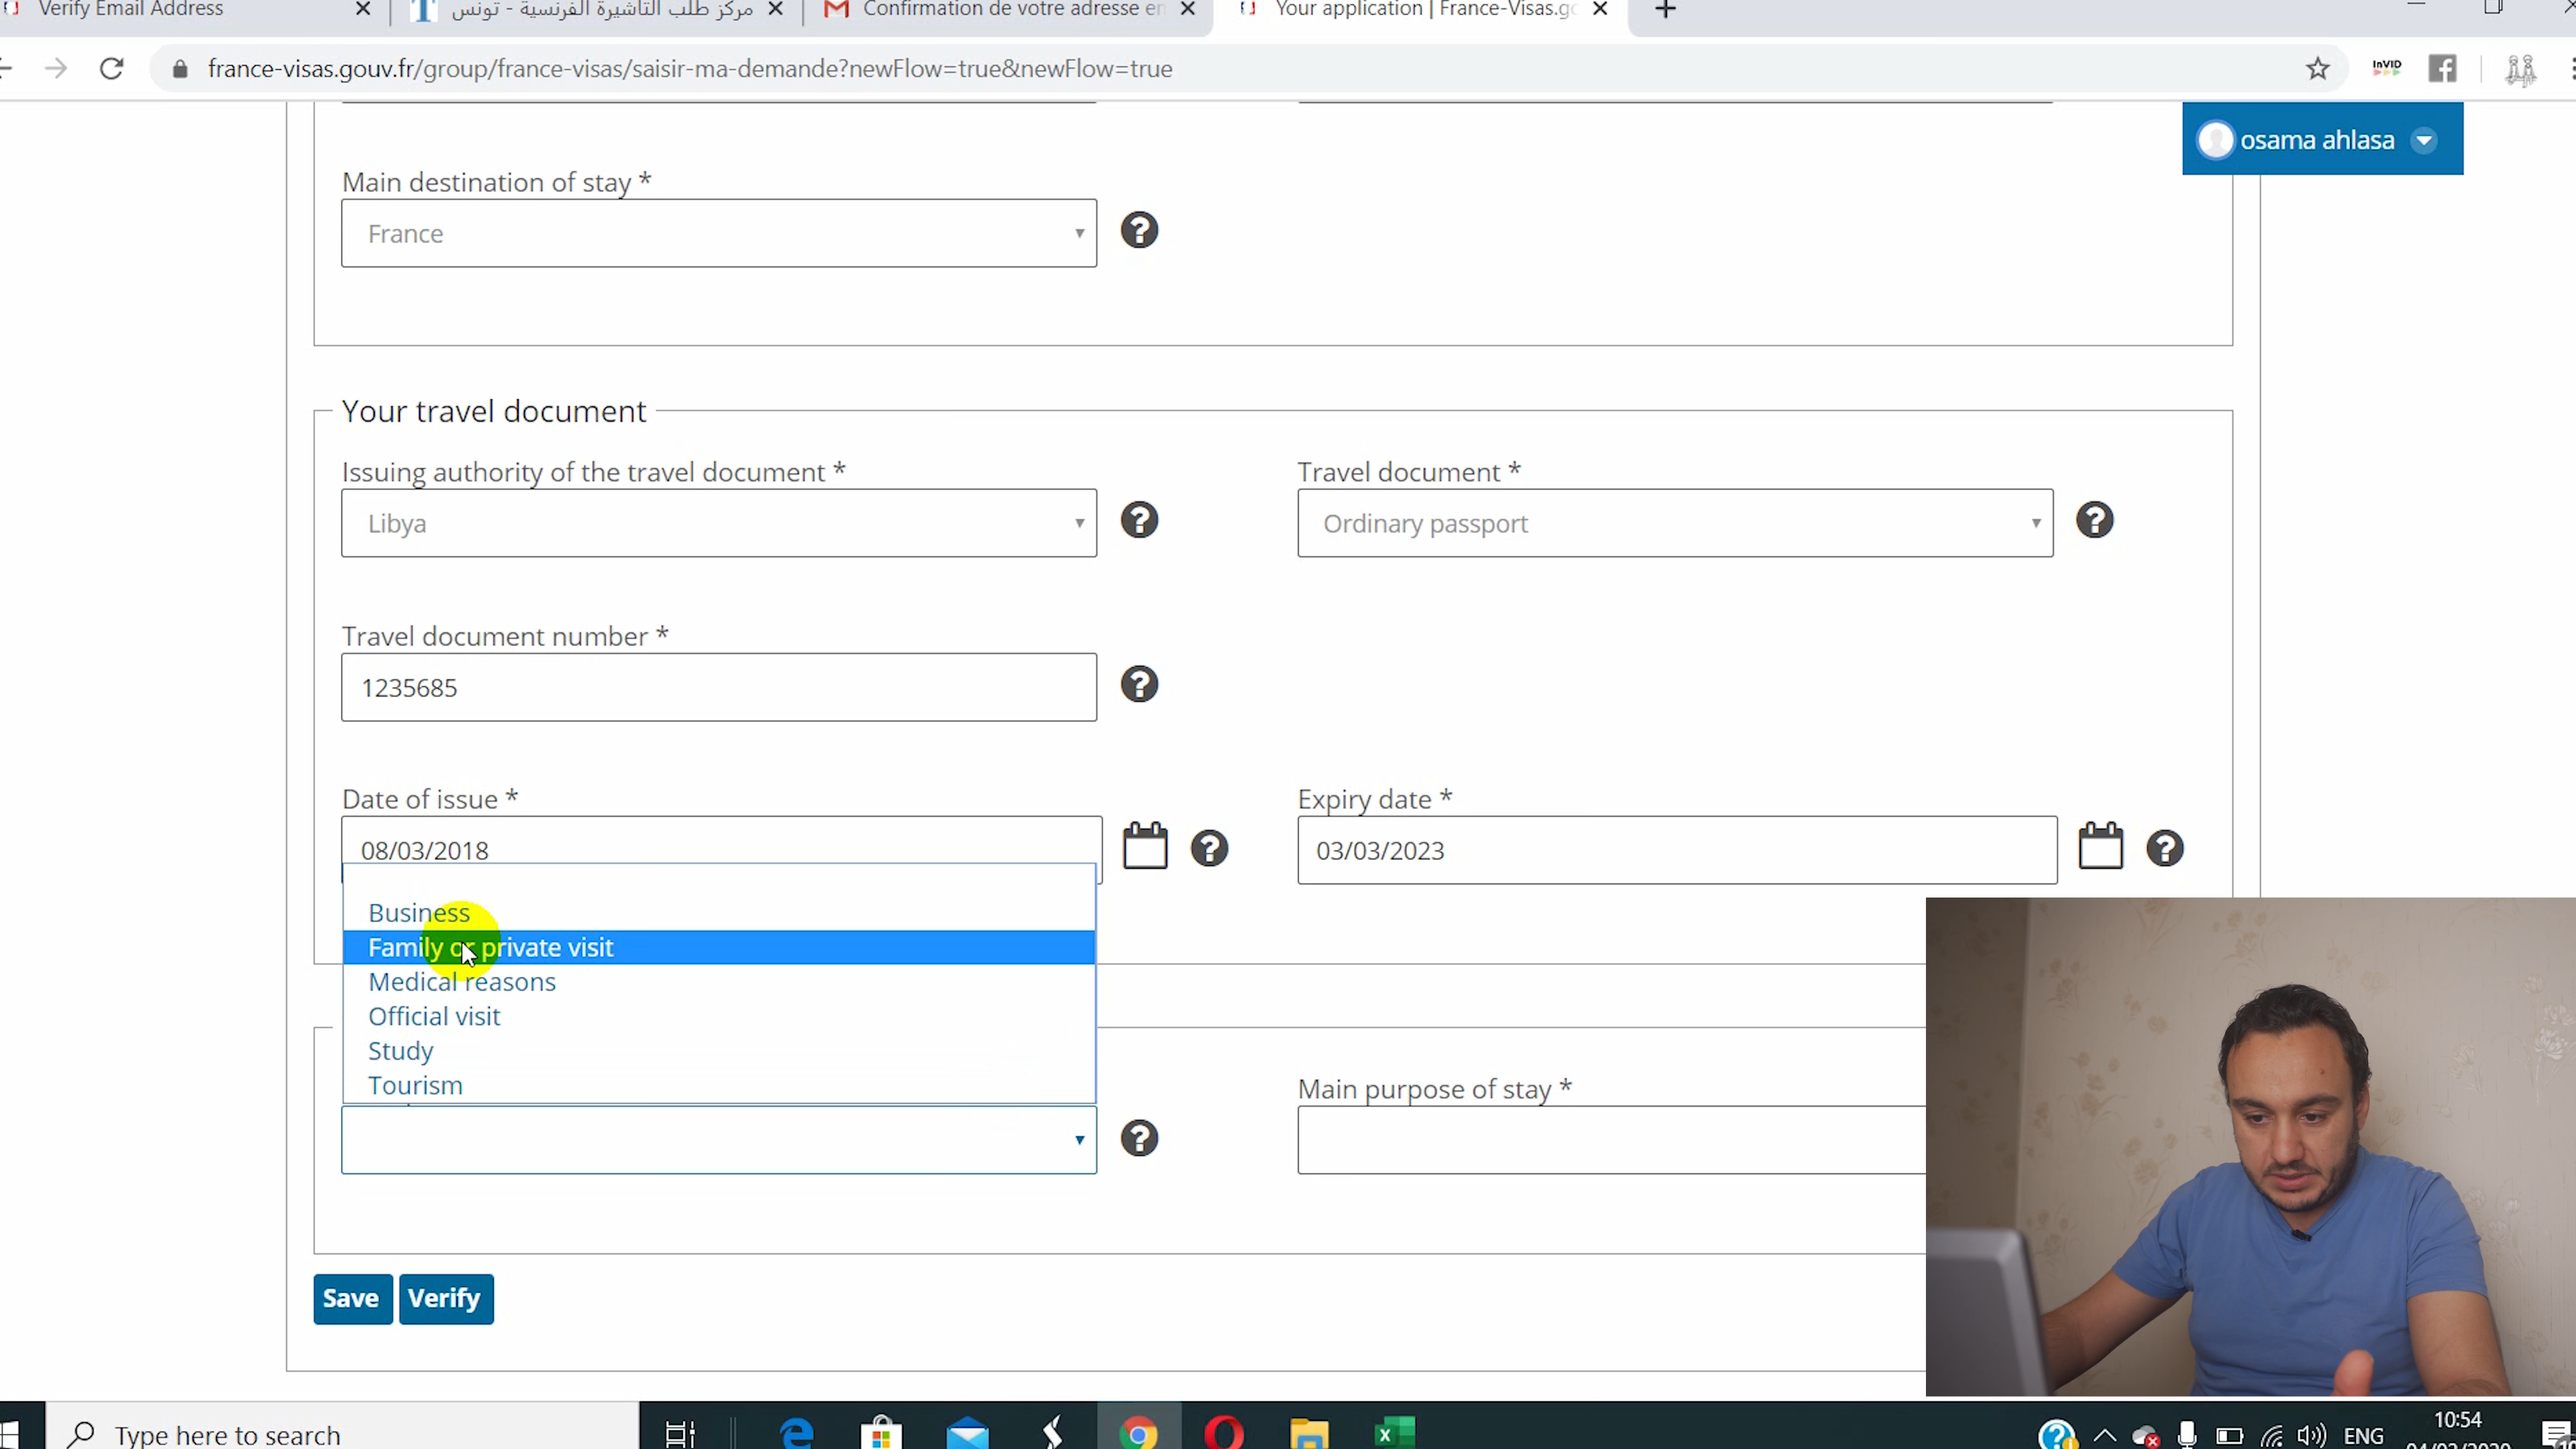 Verify Email Address
مركز طلب التأشيرة الفرنسية - تونس
Confirmation de votre adresse en
Your application | France-Visas.go
france-visas.gouv.fr/group/france-visas/saisir-ma-demande?newFlow=true&newFlow=true
InVID
osama ahlasa
Main destination of stay *
France
Your travel document
Issuing authority of the travel document *
Travel document *
Libya
Ordinary passport
Travel document number *
1235685
Date of issue *
Expiry date *
08/03/2018
03/03/2023
Business
Family or private visit
Medical reasons
Official visit
Study
Tourism
Main purpose of stay *
Save
Verify
Type here to search
ENG
10:54